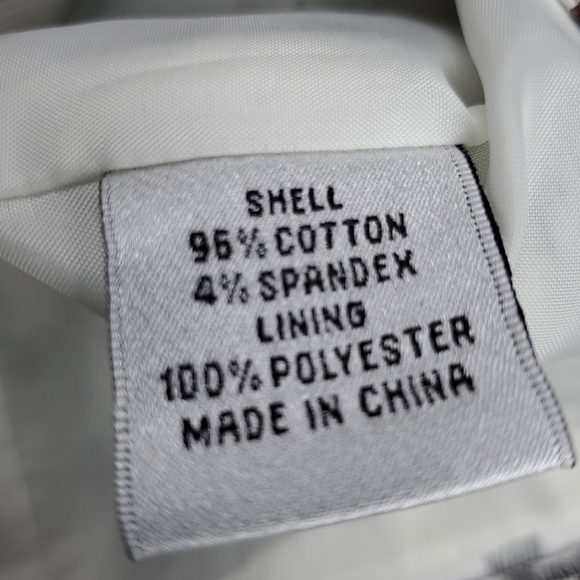 SHELL
96% COTTON
4% SPANDEX
LINING
100% POLYESTER
MADE IN CHINA